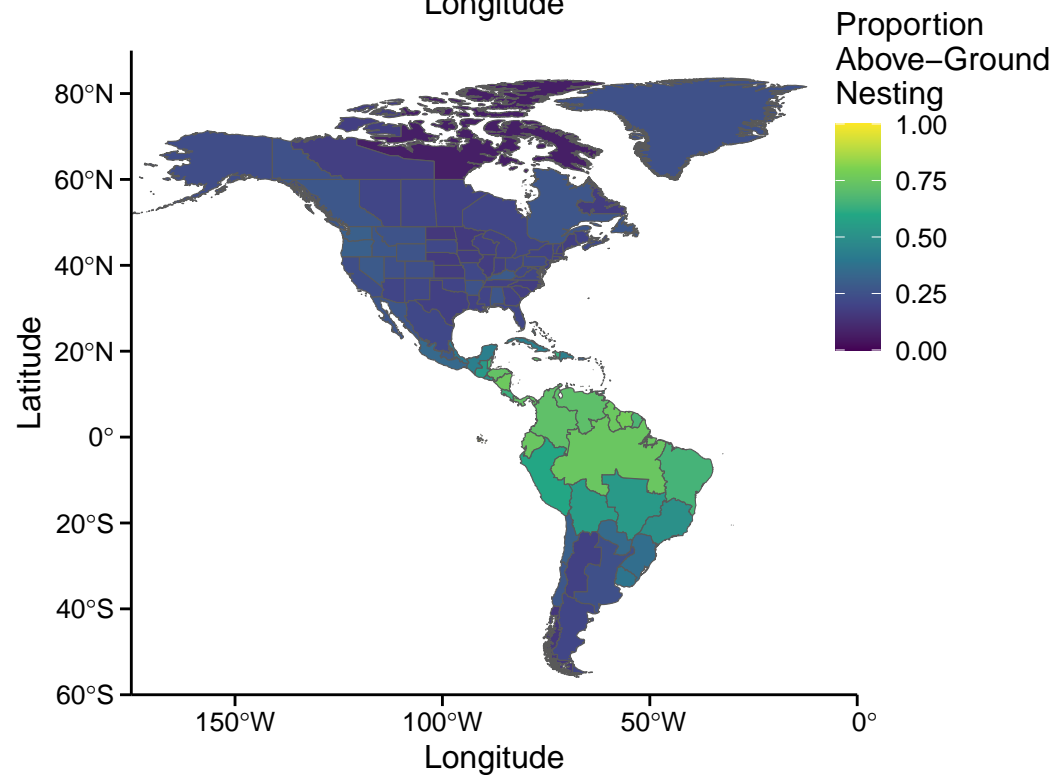 Longitude
Proportion
Above−Ground
Nesting
1.00
0.75
0.50
0.25
0.00
Latitude
80°N
60°N
40°N
20°N
0°
20°S
40°S
60°S
150°W
100°W
50°W
0°
Longitude